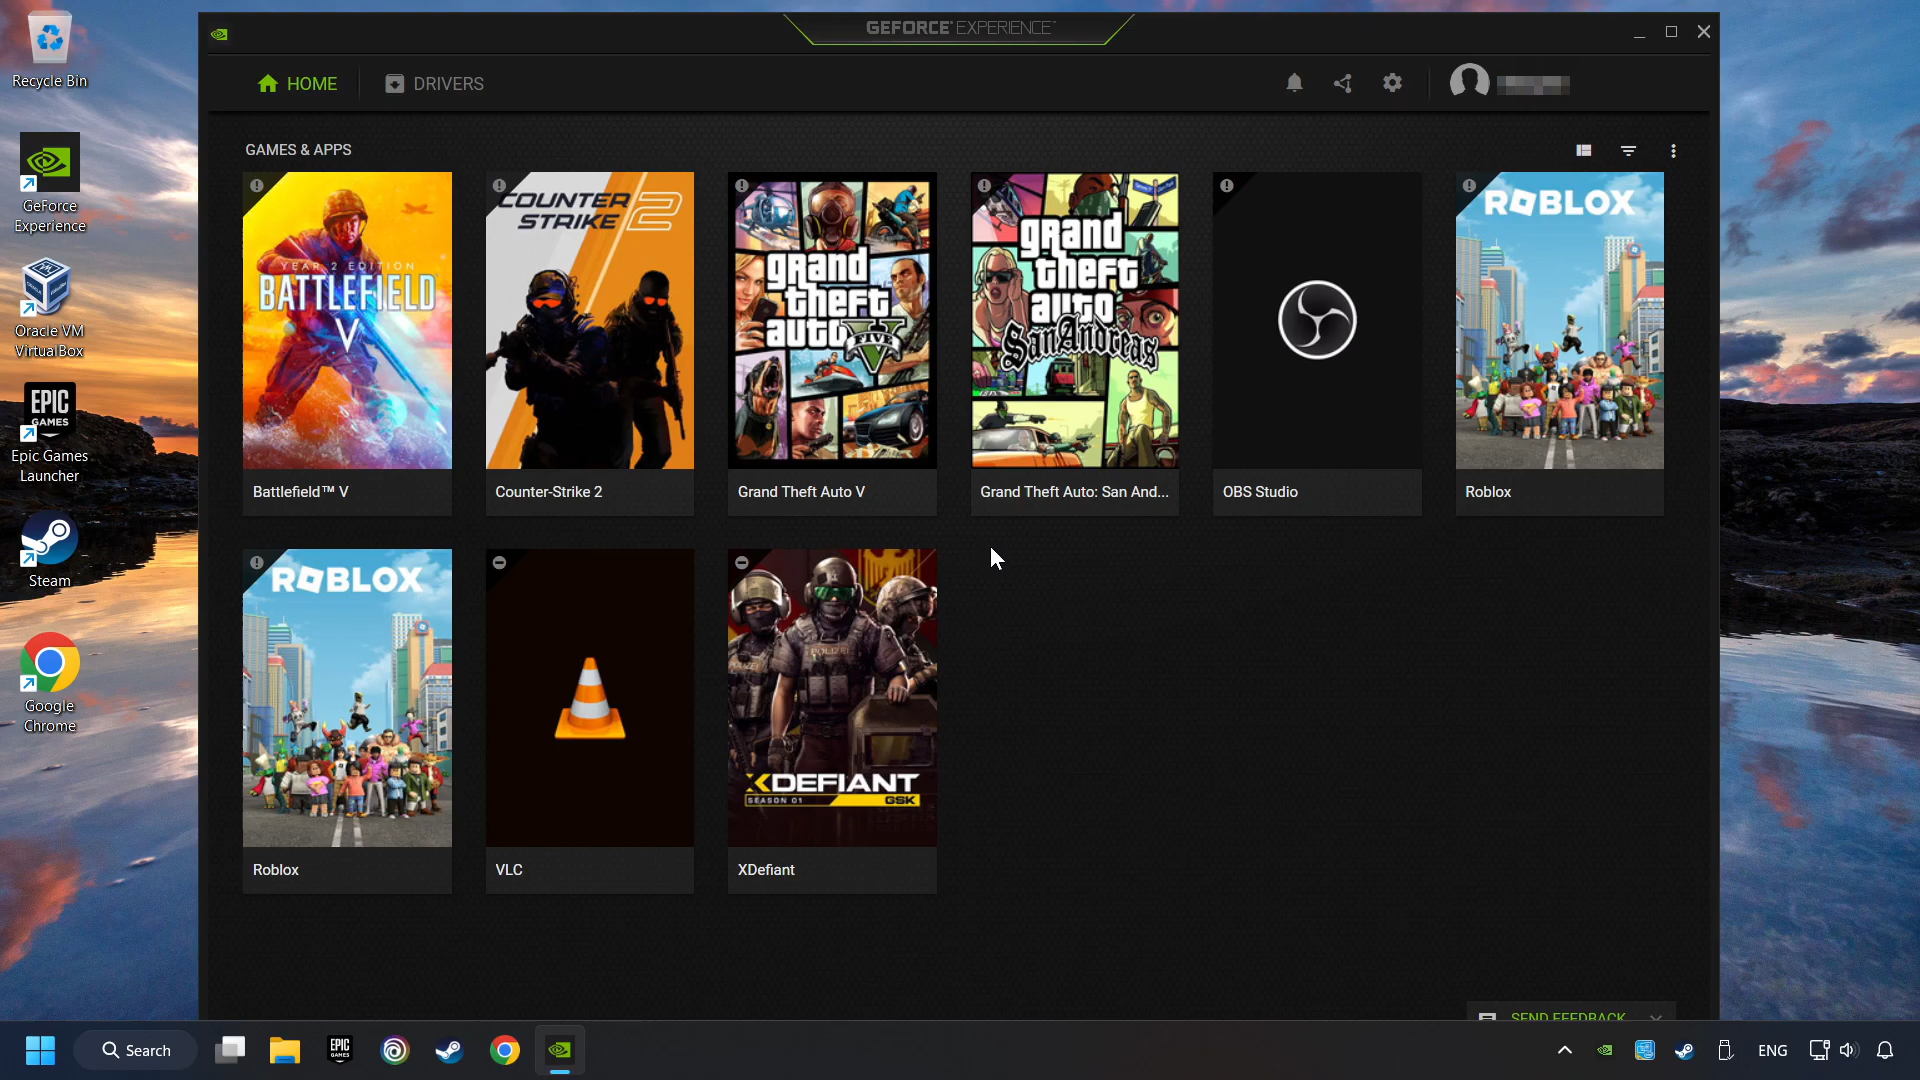 Recycle Bin
GeForce
Experience
Oracle VM
VirtualBox
EPIC
GAMES
Epic Games
Launcher
Steam
Google
Chrome
GEFORCE EXPERIENCE
HOME
DRIVERS
GAMES & APPS
YEAR 2 EDITION
BATTLEFIELD
V
COUNTER
STRIKE 2
grand
theft
auto
V
FIVE
grand
theft
auto
San Andreas
ROBLOX
Battlefield™ V
Counter-Strike 2
Grand Theft Auto V
Grand Theft Auto: San And...
OBS Studio
Roblox
ROBLOX
POLIZEI
POLIZEI
XDEFIANT
SEASON 01
GSK
Roblox
VLC
XDefiant
SEND FEEDBACK
Search
EPIC
GAMES
ENG